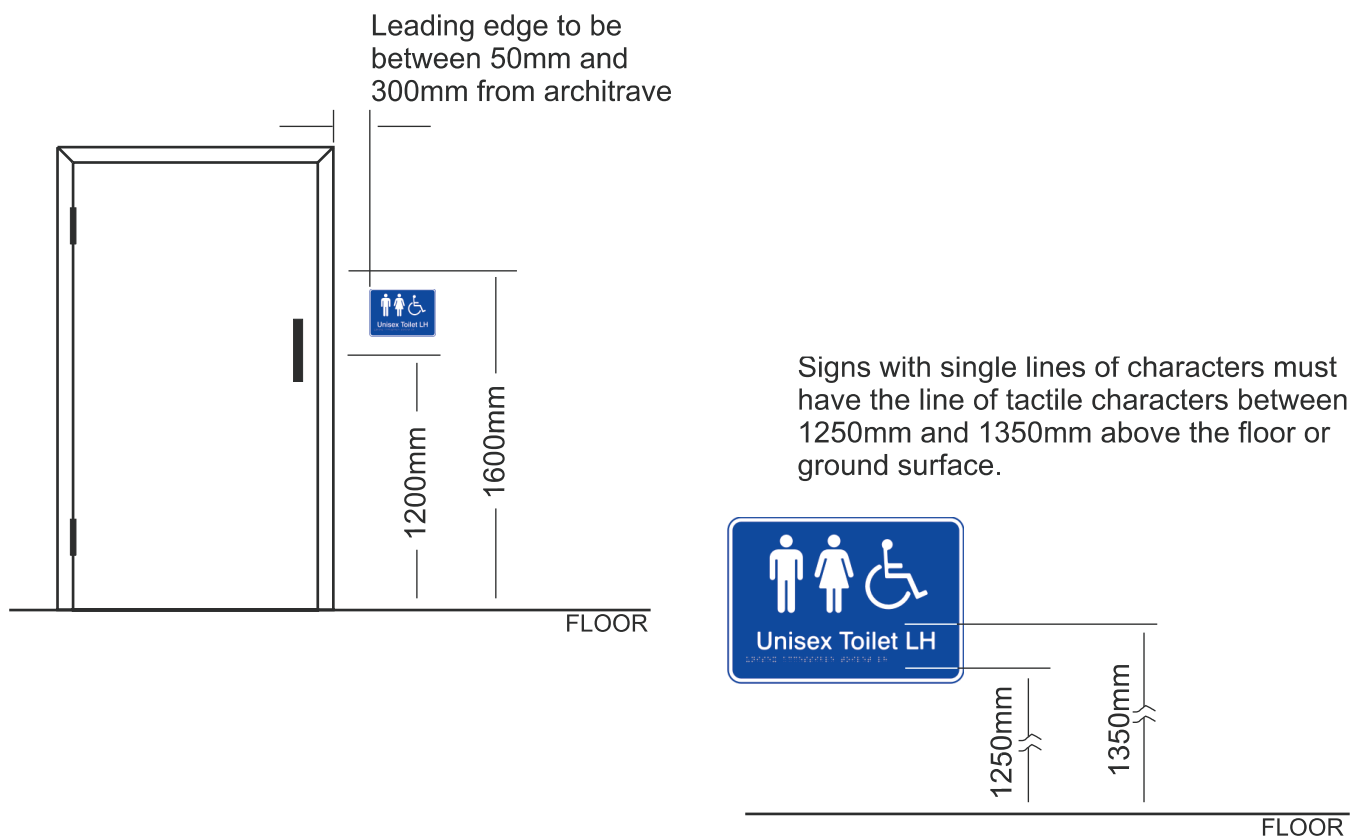 Leading edge to be
between 50mm and
300mm from architrave
Unisex Toilet LH
1200mm
1600mm
FLOOR
Signs with single lines of characters must
have the line of tactile characters between
1250mm and 1350mm above the floor or
ground surface.
Unisex Toilet LH
1250mm
1350mm
FLOOR